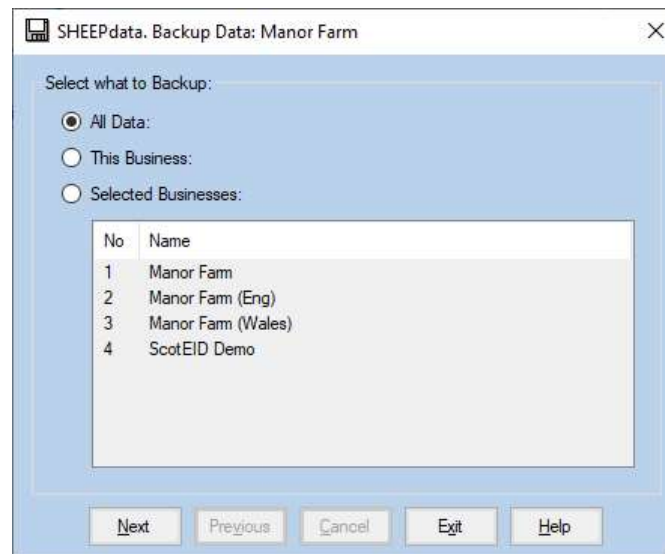 SHEEPdata. Backup Data: Manor Farm
Select what to Backup:
All Data:
This Business:
Selected Businesses:
No Name
1 Manor Farm
2 Manor Farm (Eng)
3 Manor Farm (Wales)
4 ScotEID Demo
Next Previous Cancel Exit Help